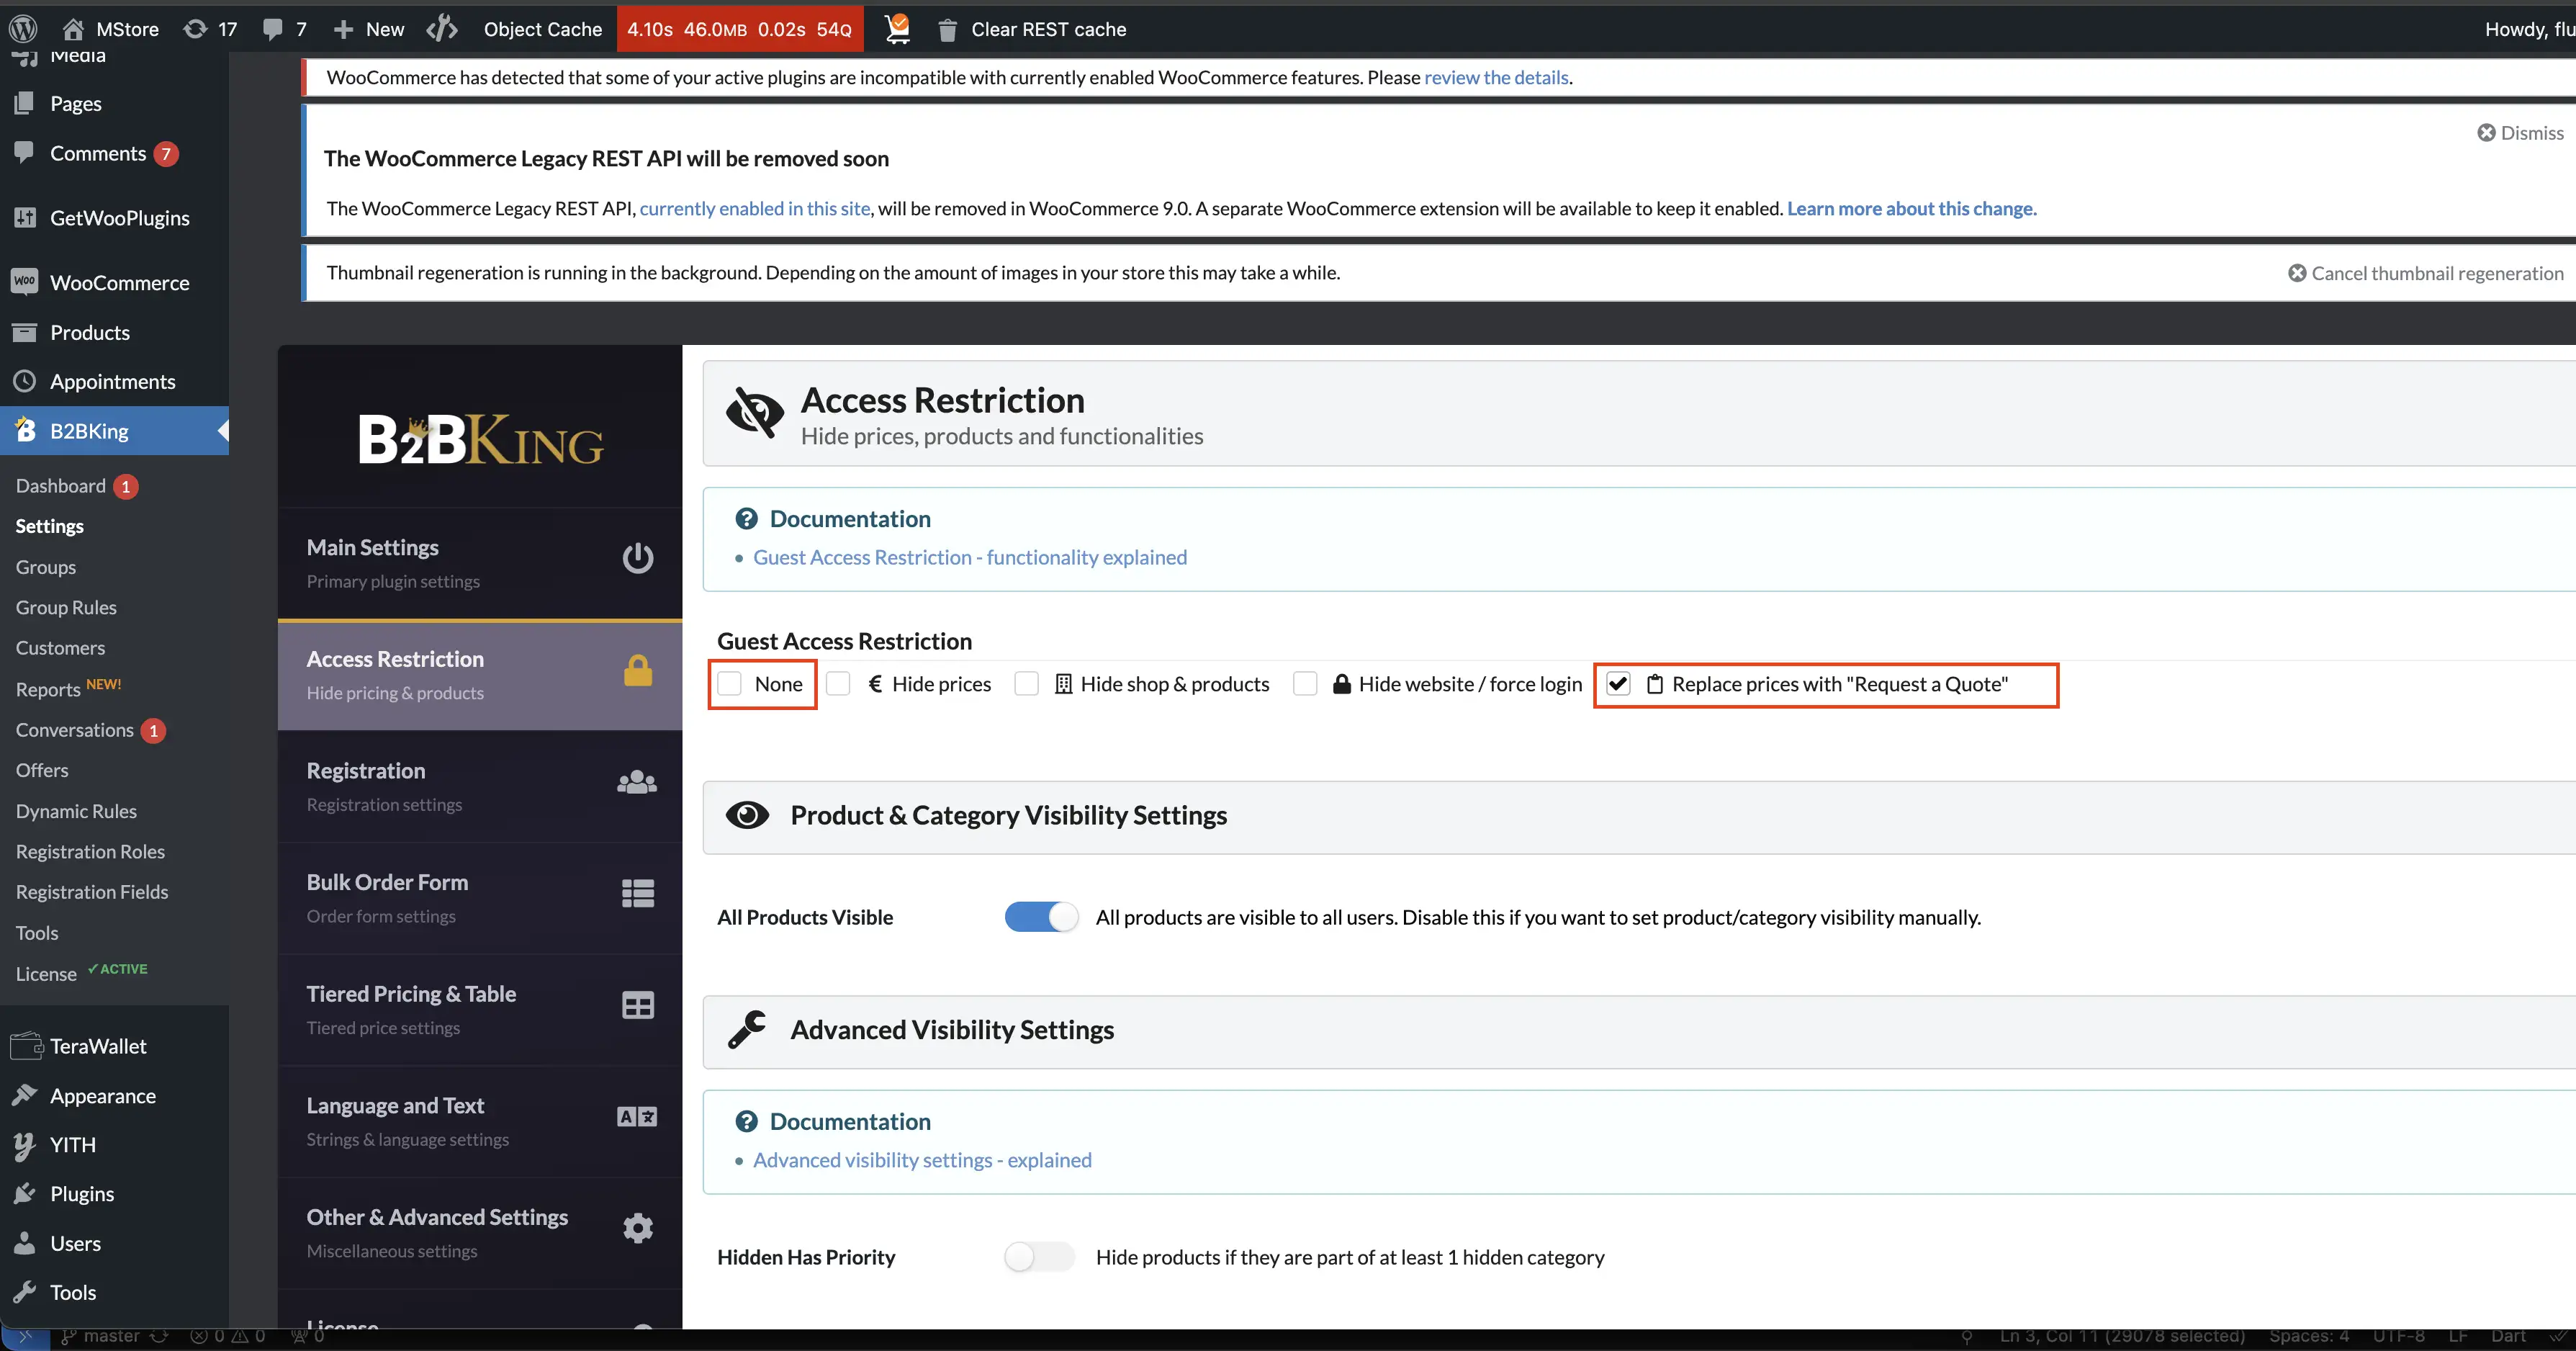 MStore 17 7 New Object Cache 4.10s 46.0MB 0.02s 54Q Clear REST cache Howdy, flu
Media
Pages
Comments 7
GetWooPlugins
WooCommerce
Products
Appointments
B2BKing
Dashboard 1
Settings
Groups
Group Rules
Customers
Reports NEW!
Conversations 1
Offers
Dynamic Rules
Registration Roles
Registration Fields
Tools
License ✓ACTIVE
TeraWallet
Appearance
YITH
Plugins
Users
Tools
WooCommerce has detected that some of your active plugins are incompatible with currently enabled WooCommerce features. Please review the details.
Dismiss
The WooCommerce Legacy REST API will be removed soon
The WooCommerce Legacy REST API, currently enabled in this site, will be removed in WooCommerce 9.0. A separate WooCommerce extension will be available to keep it enabled. Learn more about this change.
Thumbnail regeneration is running in the background. Depending on the amount of images in your store this may take a while. Cancel thumbnail regeneration
B2BKING
Main Settings
Primary plugin settings
Access Restriction
Hide pricing & products
Registration
Registration settings
Bulk Order Form
Order form settings
Tiered Pricing & Table
Tiered price settings
Language and Text
Strings & language settings
Other & Advanced Settings
Miscellaneous settings
License
Access Restriction
Hide prices, products and functionalities
Documentation
• Guest Access Restriction - functionality explained
Guest Access Restriction
None € Hide prices Hide shop & products Hide website / force login Replace prices with "Request a Quote"
Product & Category Visibility Settings
All Products Visible All products are visible to all users. Disable this if you want to set product/category visibility manually.
Advanced Visibility Settings
Documentation
• Advanced visibility settings - explained
Hidden Has Priority Hide products if they are part of at least 1 hidden category
master 0 0 0 Ln 3, Col 11 (29078 selected) Spaces: 4 UTF-8 LF Dart